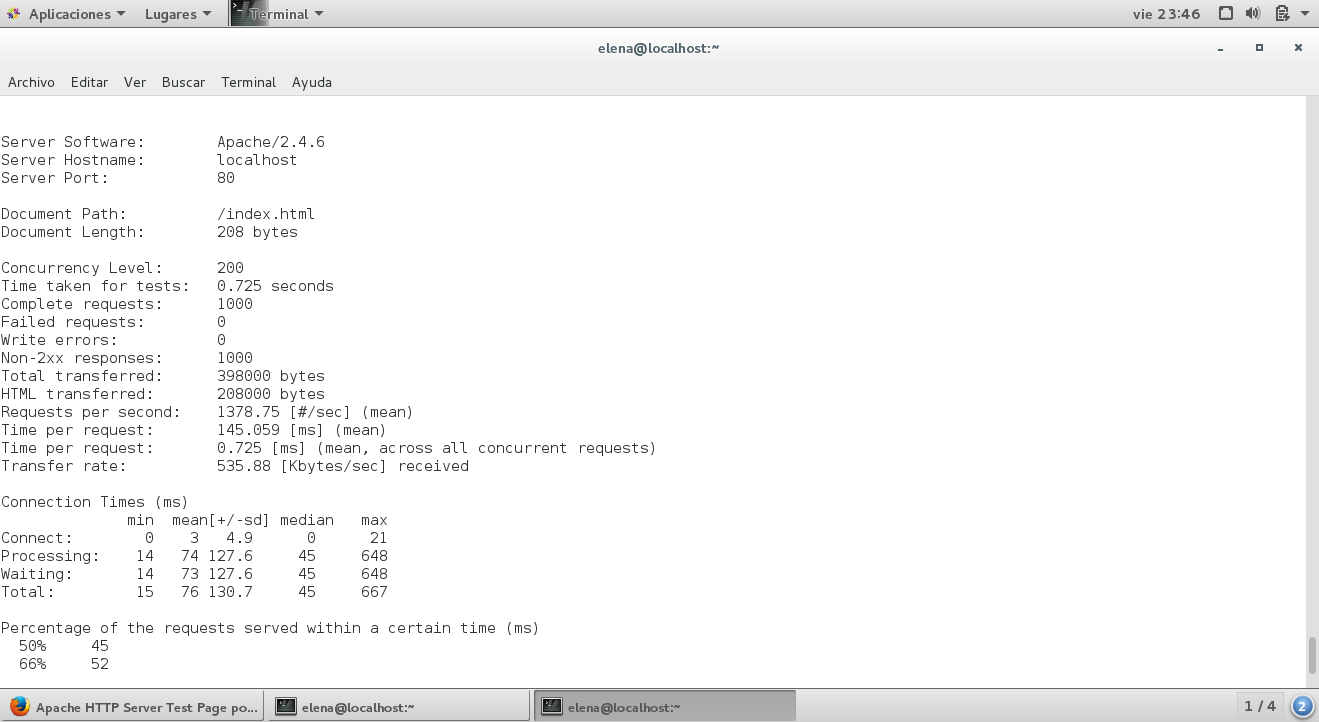 Aplicaciones Lugares Terminal vie 23:46
elena@localhost:~
Archivo Editar Ver Buscar Terminal Ayuda
Server Software: Apache/2.4.6
Server Hostname: localhost
Server Port: 80
Document Path: /index.html
Document Length: 208 bytes
Concurrency Level: 200
Time taken for tests: 0.725 seconds
Complete requests: 1000
Failed requests: 0
Write errors: 0
Non-2xx responses: 1000
Total transferred: 398000 bytes
HTML transferred: 208000 bytes
Requests per second: 1378.75 [#/sec] (mean)
Time per request: 145.059 [ms] (mean)
Time per request: 0.725 [ms] (mean, across all concurrent requests)
Transfer rate: 535.88 [Kbytes/sec] received
Connection Times (ms)
min mean[+/-sd] median max
Connect: 0 3 4.9 0 21
Processing: 14 74 127.6 45 648
Waiting: 14 73 127.6 45 648
Total: 15 76 130.7 45 667
Percentage of the requests served within a certain time (ms)
50% 45
66% 52
Apache HTTP Server Test Page po... elena@localhost:~ elena@localhost:~ 1 / 4 2